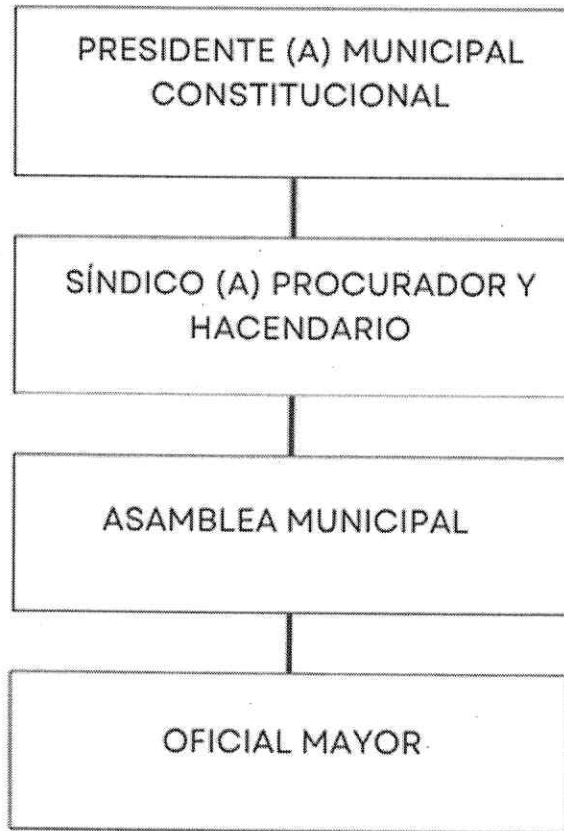 PRESIDENTE (A) MUNICIPAL
CONSTITUCIONAL
SÍNDICO (A) PROCURADOR Y
HACENDARIO
ASAMBLEA MUNICIPAL
OFICIAL MAYOR